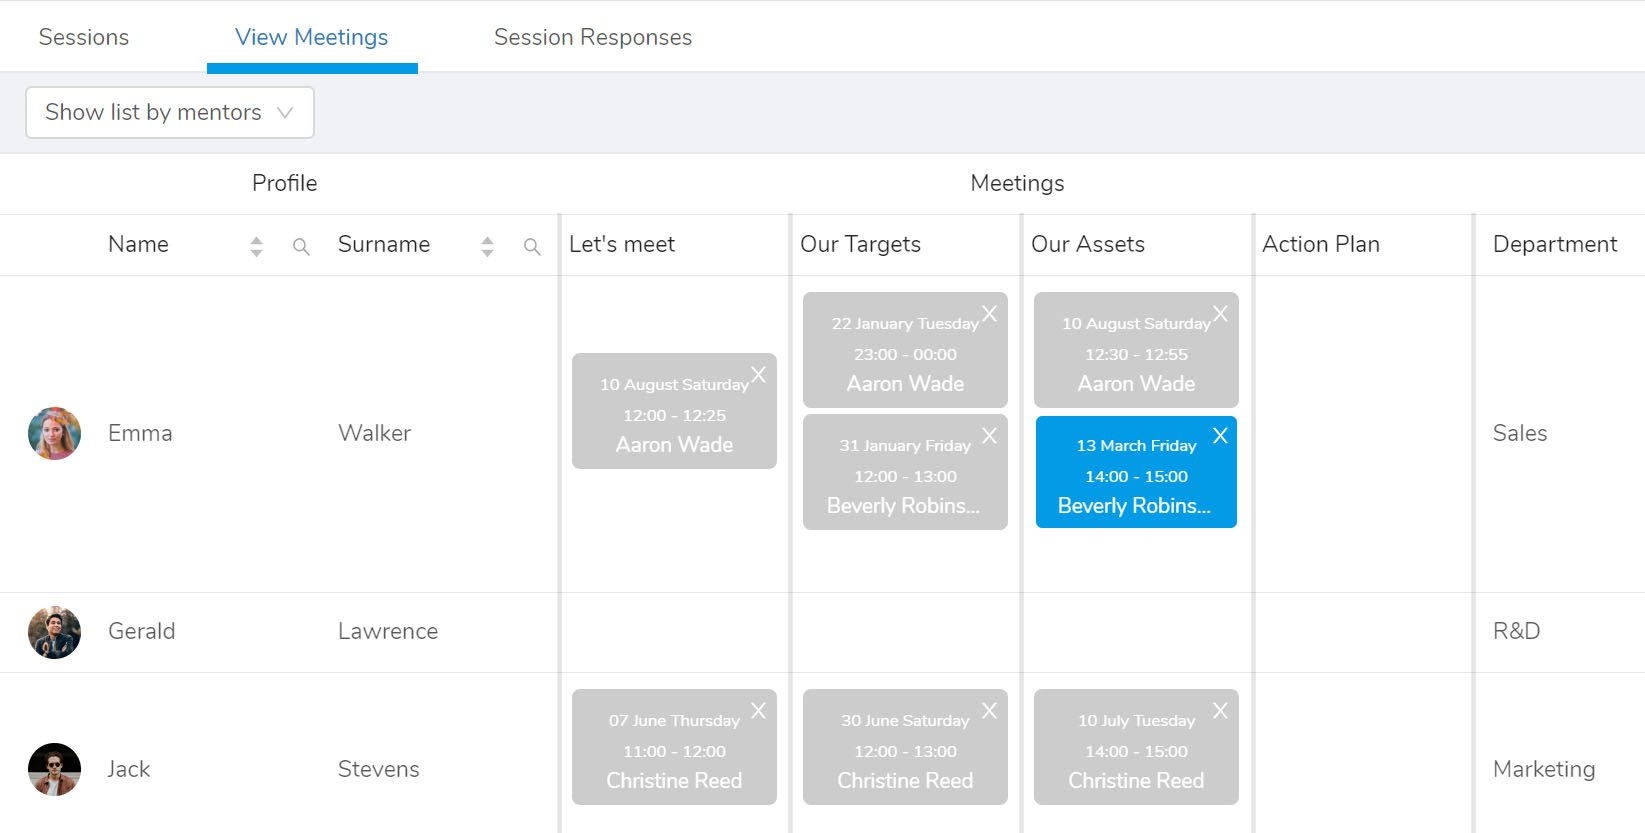 Sessions View Meetings Session Responses
Show list by mentors
Profile Meetings
Name Surname Let's meet Our Targets Our Assets Action Plan Department
Emma Walker
10 August Saturday X
12:00 - 12:25
Aaron Wade
22 January Tuesday X
23:00 - 00:00
Aaron Wade
31 January Friday X
12:00 - 13:00
Beverly Robins...
10 August Saturday X
12:30 - 12:55
Aaron Wade
13 March Friday X
14:00 - 15:00
Beverly Robins...
Sales
Gerald Lawrence R&D
Jack Stevens
07 June Thursday X
11:00 - 12:00
Christine Reed
30 June Saturday X
12:00 - 13:00
Christine Reed
10 July Tuesday X
14:00 - 15:00
Christine Reed
Marketing